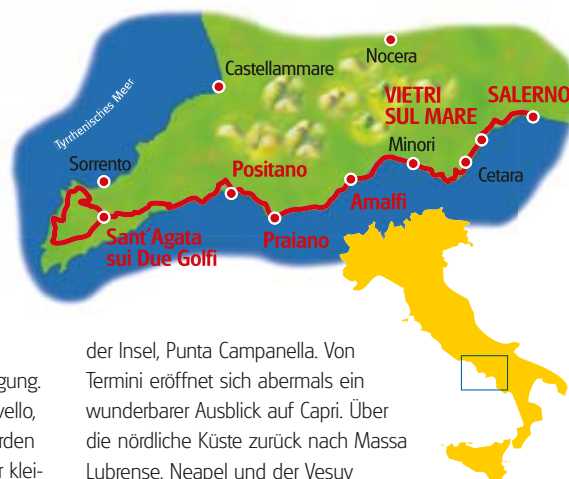 Castellammare
Nocera
Tyrrhenisches Meer
VIETRI
SUL MARE
SALERNO
Minori
Sorrento
Positano
Cetara
Amalfi
Sant´Agata
sui Due Golfi
Praiano
gung.
vello,
rden
r klei-
der Insel, Punta Campanella. Von
Termini eröffnet sich abermals ein
wunderbarer Ausblick auf Capri. Über
die nördliche Küste zurück nach Massa
Lubrense. Neapel und der Vesuv